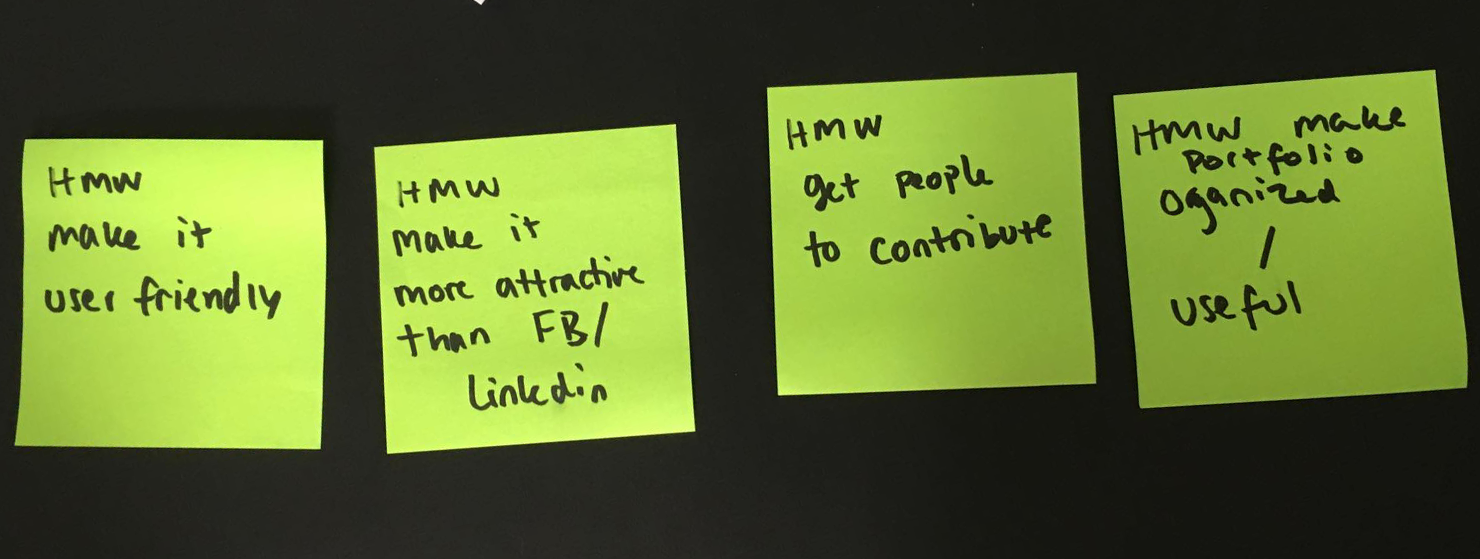 HMW
make it
user friendly
HMW
make it
more attractive
than FB/
linkedin
HMW
get people
to contribute
HMW make
portfolio
oganized
/
useful